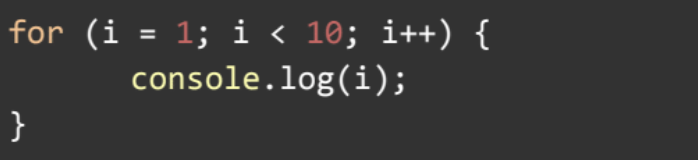 for (i = 1; i < 10; i++) {
        console.log(i);
}